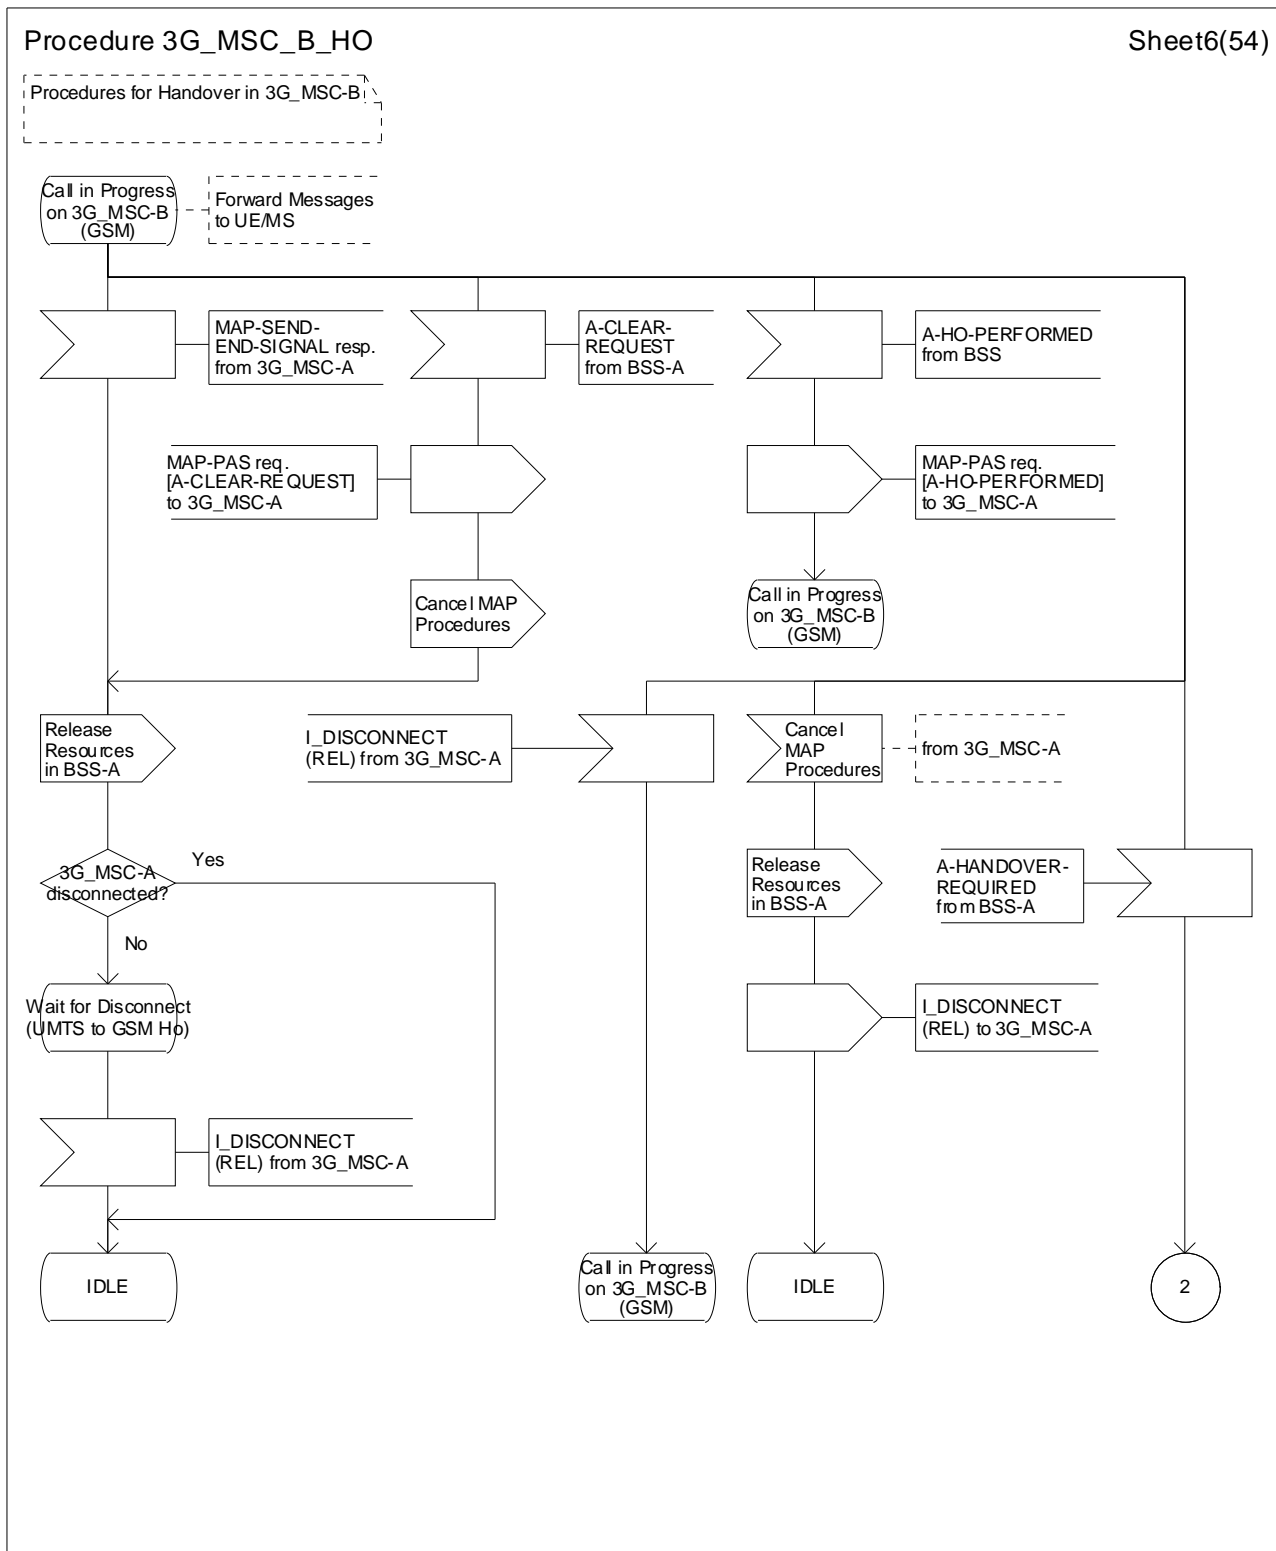 Procedure 3G_MSC_B_HO
Sheet6(54)
Procedures for Handover in 3G_MSC-B
Call in Progress
on 3G_MSC-B
(GSM)
Forward Messages
to UE/MS
MAP-SEND-
END-SIGNAL resp.
from 3G_MSC-A
A-CLEAR-
REQUEST
from BSS-A
A-HO-PERFORMED
from BSS
MAP-PAS req.
[A-CLEAR-REQUEST]
to 3G_MSC-A
MAP-PAS req.
[A-HO-PERFORMED]
to 3G_MSC-A
Cancel MAP
Procedures
Call in Progress
on 3G_MSC-B
(GSM)
Release
Resources
in BSS-A
I_DISCONNECT
(REL) from 3G_MSC-A
Cancel
MAP
Procedures
from 3G_MSC-A
3G_MSC-A
disconnected?
Yes
No
Release
Resources
in BSS-A
A-HANDOVER-
REQUIRED
from BSS-A
Wait for Disconnect
(UMTS to GSM Ho)
I_DISCONNECT
(REL) to 3G_MSC-A
I_DISCONNECT
(REL) from 3G_MSC-A
IDLE
Call in Progress
on 3G_MSC-B
(GSM)
IDLE
2